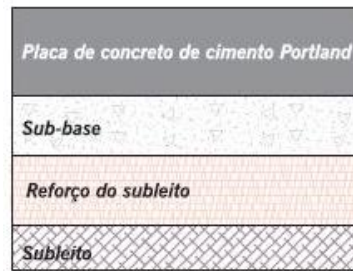 Placa de concreto de cimento Portland
Sub-base
Reforço do subleito
Subleito